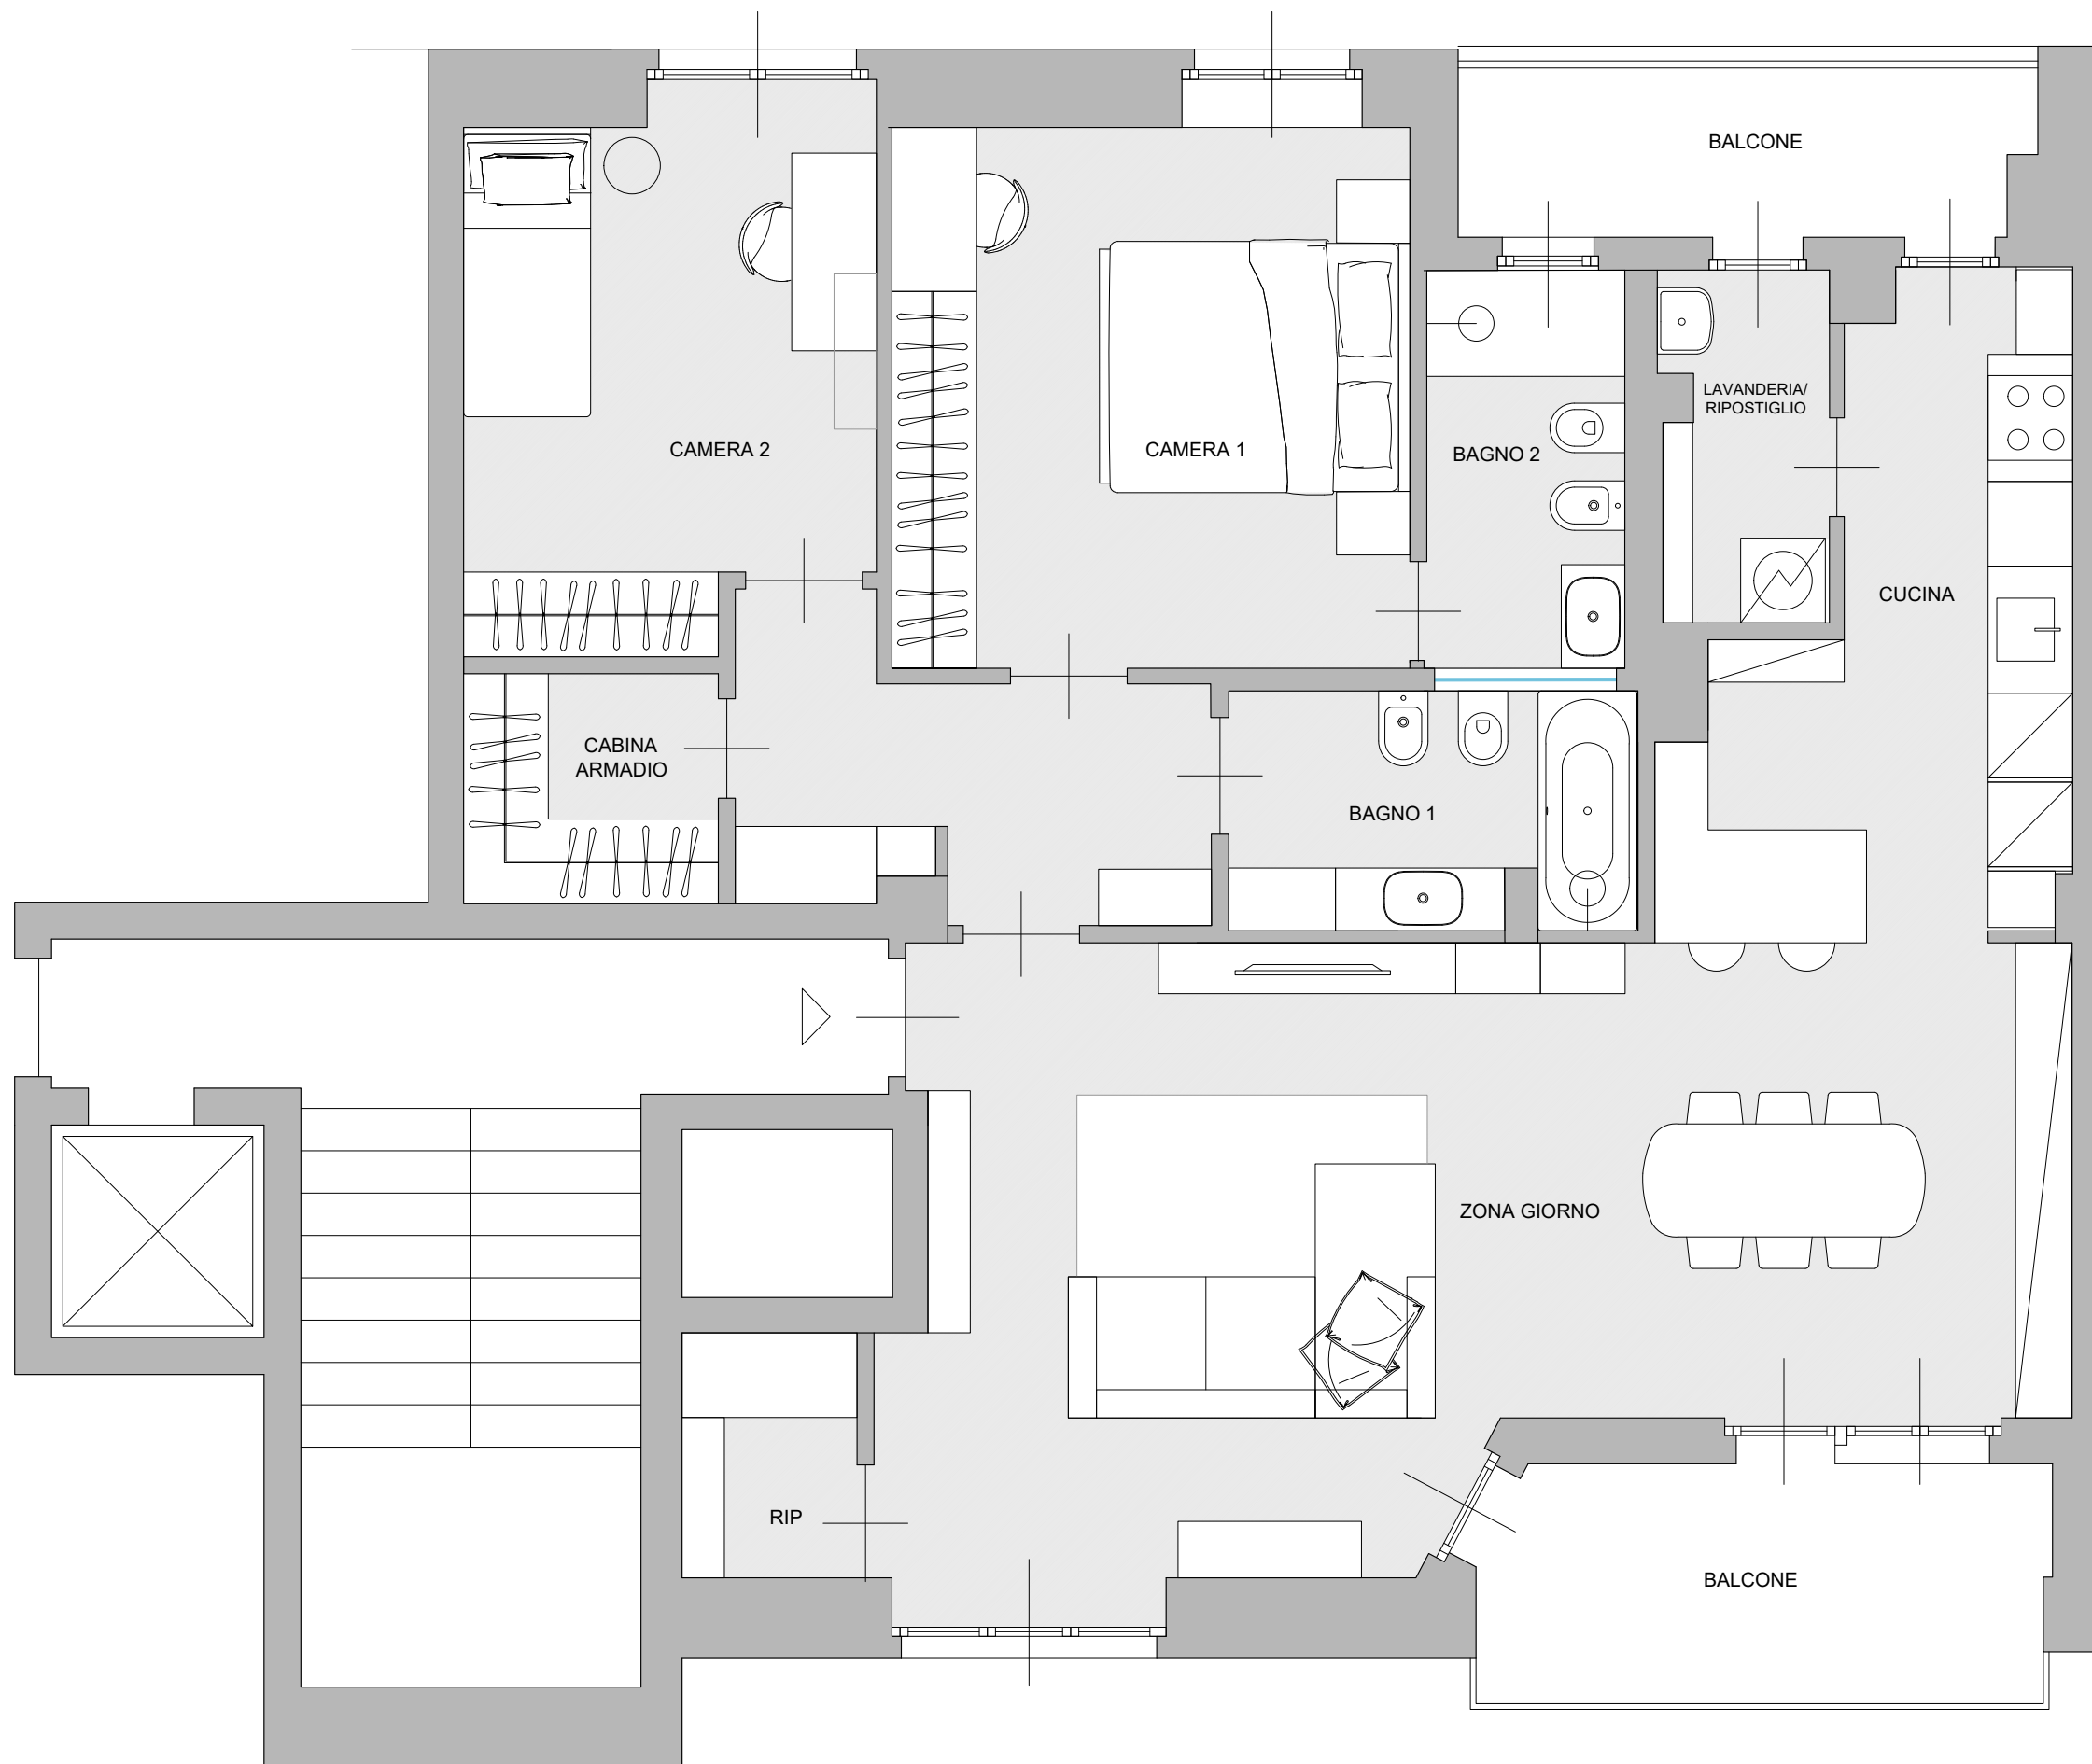 BALCONE
LAVANDERIA/
RIPOSTIGLIO
CAMERA 2
CAMERA 1
BAGNO 2
CUCINA
CABINA
ARMADIO
BAGNO 1
ZONA GIORNO
RIP
BALCONE